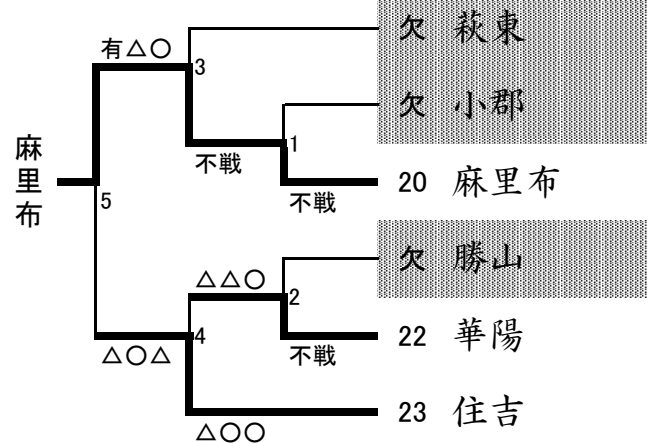 欠 萩東
有△○
3
欠 小郡
1
不戦
20 麻里布
不戦
麻里布
5
欠 勝山
△△○
2
22 華陽
不戦
4
△○△
23 住吉
△○○